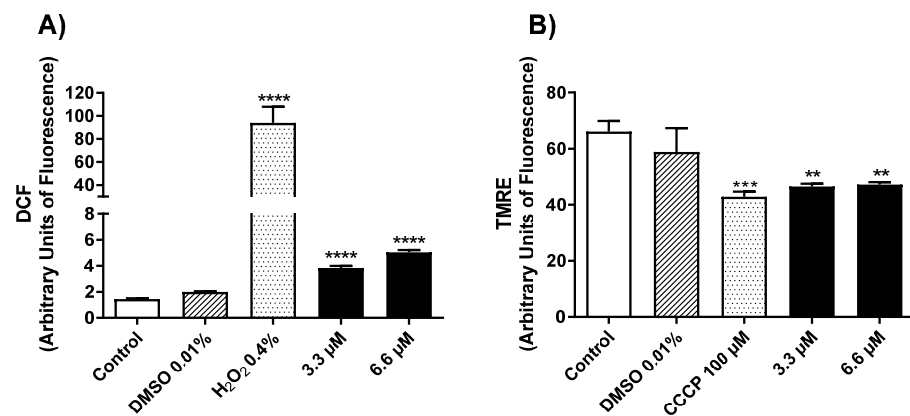 A)
DCF
(Arbitrary Units of Fluorescence)
120
100
80
60
40
8
6
4
2
0
****
****
****
Control
DMSO 0.01%
H₂O₂ 0.4%
3.3 µM
6.6 µM
B)
TMRE
(Arbitrary Units of Fluorescence)
80
60
40
20
0
***
**
**
Control
DMSO 0.01%
CCCP 100 µM
3.3 µM
6.6 µM